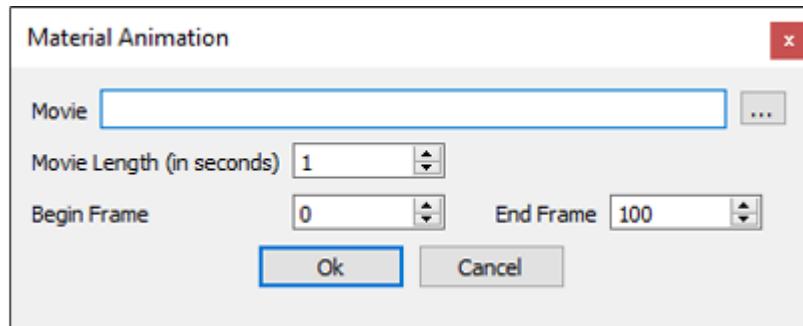 Material Animation x
Movie ...
Movie Length (in seconds) 1
Begin Frame 0 End Frame 100
Ok Cancel